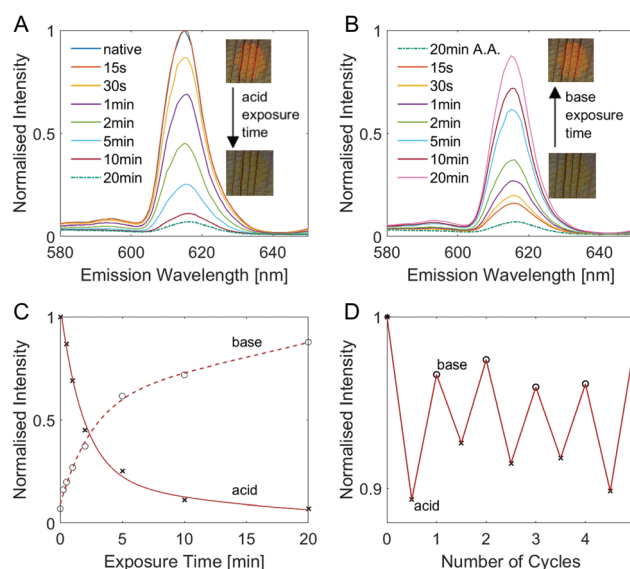 A
1
0.5
0
Normalised Intensity
native
15s
30s
1min
2min
5min
10min
20min
acid
exposure
time
580
600
620
640
Emission Wavelength [nm]
B
1
0.5
0
Normalised Intensity
20min A.A.
15s
30s
1min
2min
5min
10min
20min
base
exposure
time
580
600
620
640
Emission Wavelength [nm]
C
1
0.5
0
Normalised Intensity
base
acid
0
5
10
15
20
Exposure Time [min]
D
1
0.9
Normalised Intensity
base
acid
0
1
2
3
4
Number of Cycles